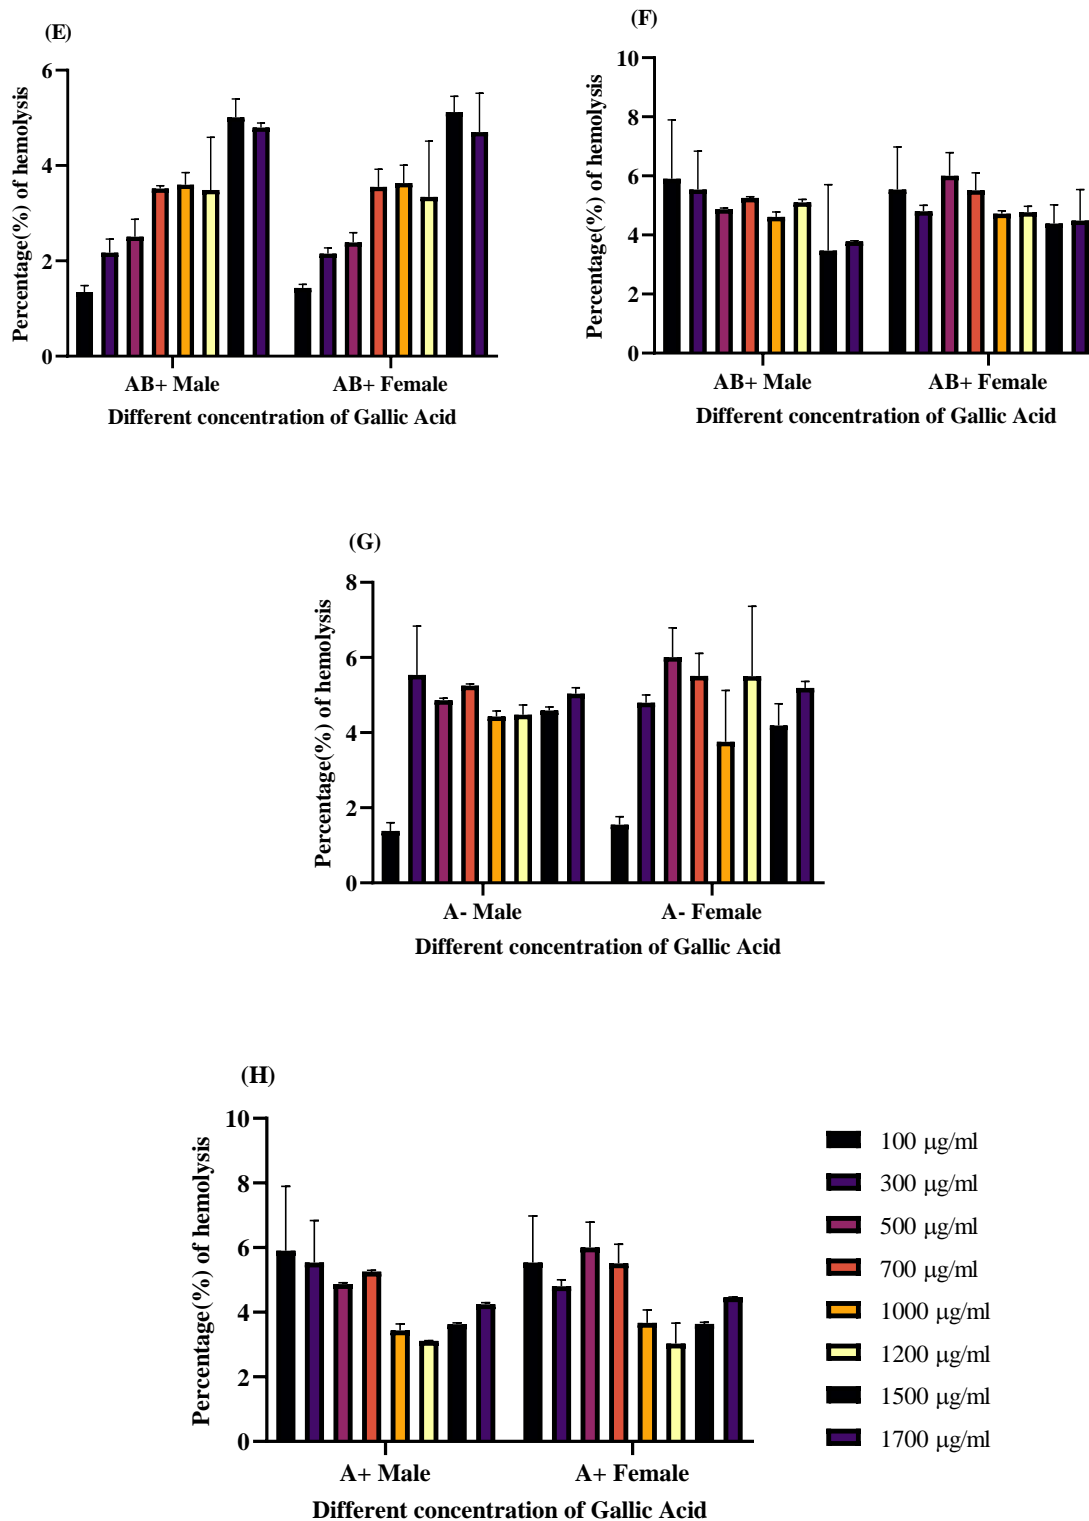 (E)
Percentage(%) of hemolysis
6
4
2
0
AB+ Male
AB+ Female
Different concentration of Gallic Acid
(F)
Percentage(%) of hemolysis
10
8
6
4
2
0
AB+ Male
AB+ Female
Different concentration of Gallic Acid
(G)
Percentage(%) of hemolysis
8
6
4
2
0
A- Male
A- Female
Different concentration of Gallic Acid
(H)
Percentage(%) of hemolysis
10
8
6
4
2
0
A+ Male
A+ Female
Different concentration of Gallic Acid
100 µg/ml
300 µg/ml
500 µg/ml
700 µg/ml
1000 µg/ml
1200 µg/ml
1500 µg/ml
1700 µg/ml